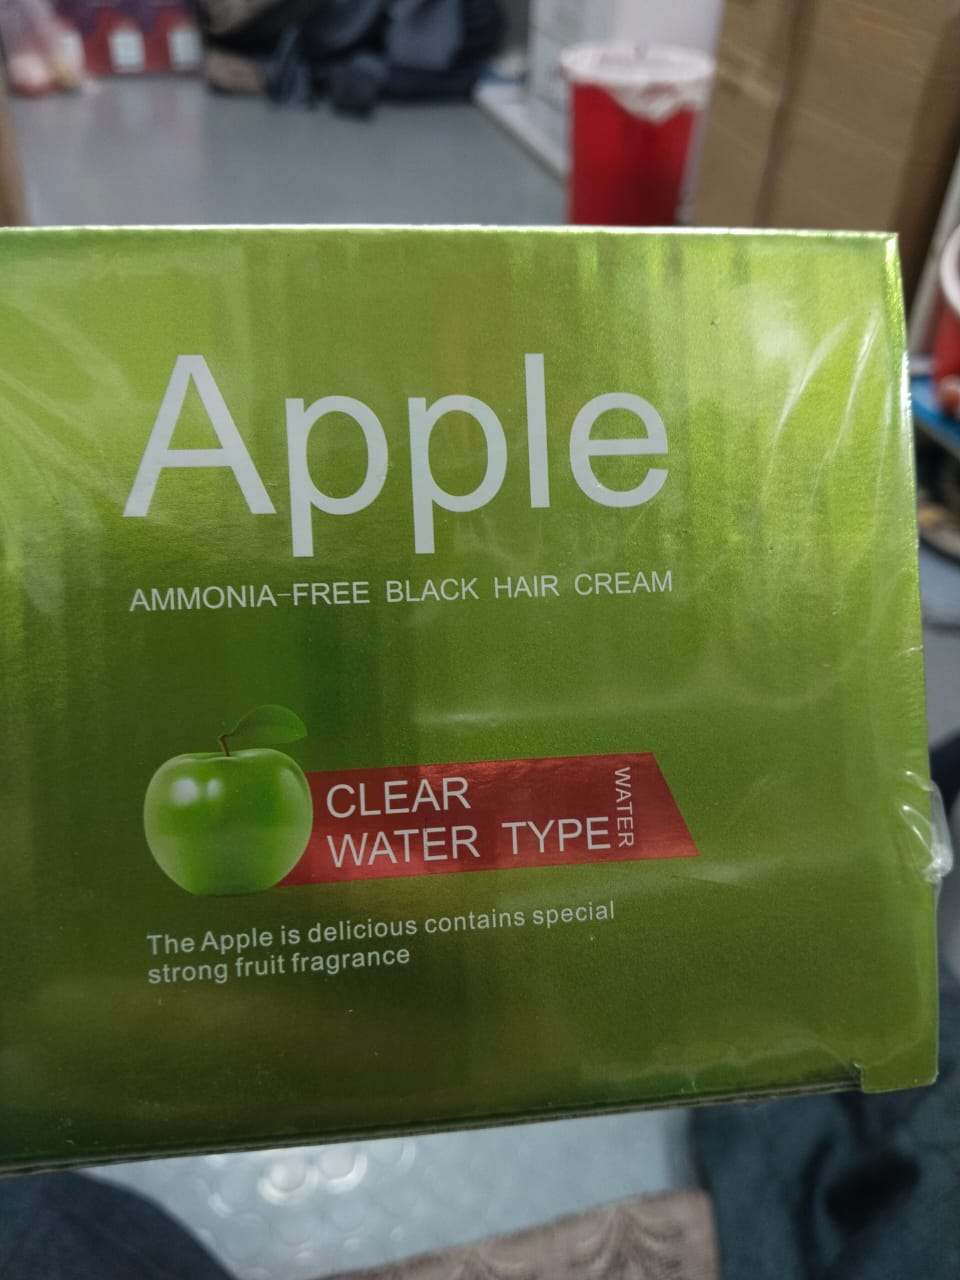 Apple
AMMONIA-FREE BLACK HAIR CREAM
CLEAR
WATER TYPE
WATER
The Apple is delicious contains special
strong fruit fragrance